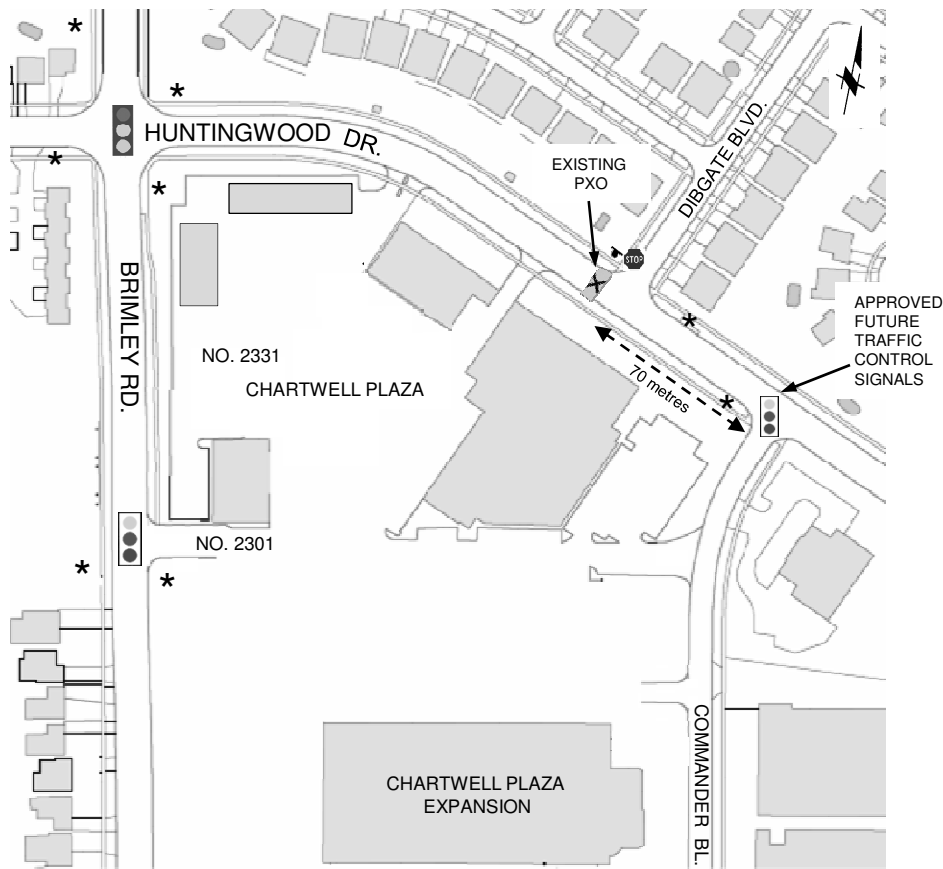 HUNTINGWOOD DR.
DIBGATE BLVD.
EXISTING
PXO
STOP
BRIMLEY RD.
APPROVED
FUTURE
TRAFFIC
CONTROL
SIGNALS
NO. 2331
CHARTWELL PLAZA
70 metres
NO. 2301
COMMANDER BL.
CHARTWELL PLAZA
EXPANSION